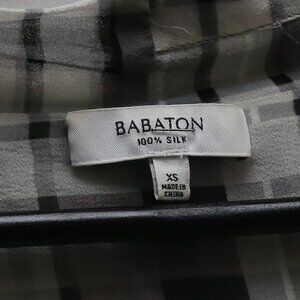 BABATON
100% SILK
XS
MADE IN
CHINA